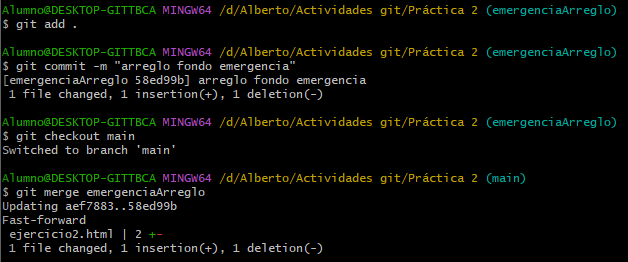 Alumno@DESKTOP-GITTBCA MINGW64 /d/Alberto/Actividades git/Práctica 2 (emergenciaArreglo)
$ git add .
Alumno@DESKTOP-GITTBCA MINGW64 /d/Alberto/Actividades git/Práctica 2 (emergenciaArreglo)
$ git commit -m "arreglo fondo emergencia"
[emergenciaArreglo 58ed99b] arreglo fondo emergencia
1 file changed, 1 insertion(+), 1 deletion(-)
Alumno@DESKTOP-GITTBCA MINGW64 /d/Alberto/Actividades git/Práctica 2 (emergenciaArreglo)
$ git checkout main
Switched to branch 'main'
Alumno@DESKTOP-GITTBCA MINGW64 /d/Alberto/Actividades git/Práctica 2 (main)
$ git merge emergenciaArreglo
Updating aef7883..58ed99b
Fast-forward
ejercicio2.html | 2 +-
1 file changed, 1 insertion(+), 1 deletion(-)